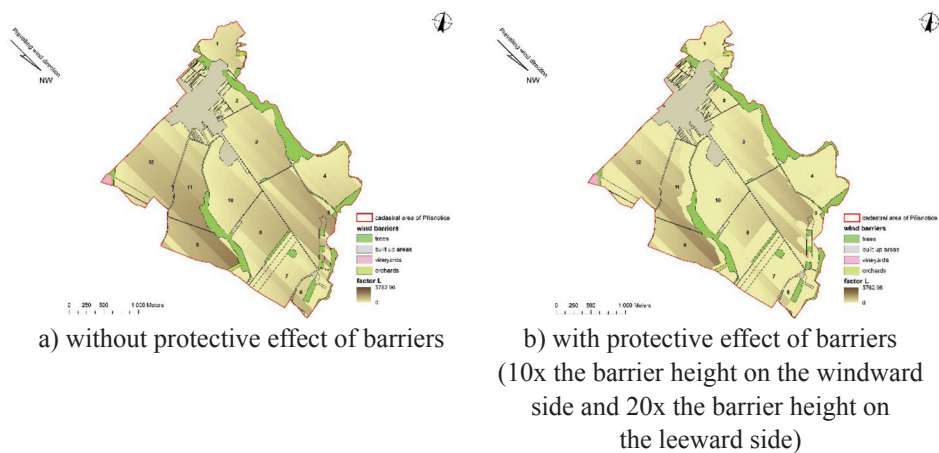 Prevailing wind direction
NW
1
2
3
4
12
11
10
8
9
7
6
5
cadastral area of Přísnotice
wind barriers
trees
built up areas
vineyards
orchards
factor L
0
0 250 500 1 000 Meters
a) without protective effect of barriers
Prevailing wind direction
NW
1
2
3
4
12
11
10
8
9
7
6
5
cadastral area of Přísnotice
wind barriers
trees
built up areas
vineyards
orchards
factor L
0
0 250 500 1 000 Meters
b) with protective effect of barriers
(10x the barrier height on the windward
side and 20x the barrier height on
the leeward side)